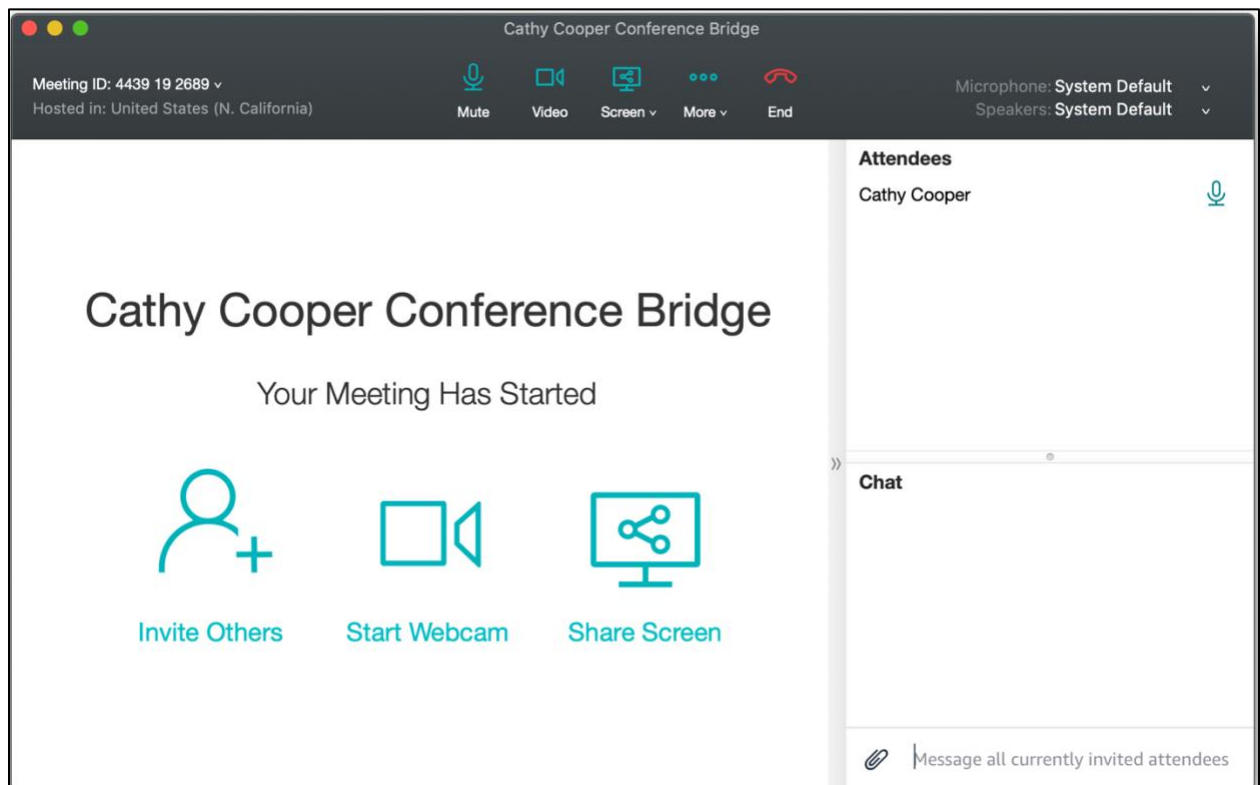 Cathy Cooper Conference Bridge
Meeting ID: 4439 19 2689
Hosted in: United States (N. California)
Mute Video Screen More End
Microphone: System Default
Speakers: System Default
Cathy Cooper Conference Bridge
Your Meeting Has Started
Invite Others Start Webcam Share Screen
Attendees
Cathy Cooper
Chat
Message all currently invited attendees